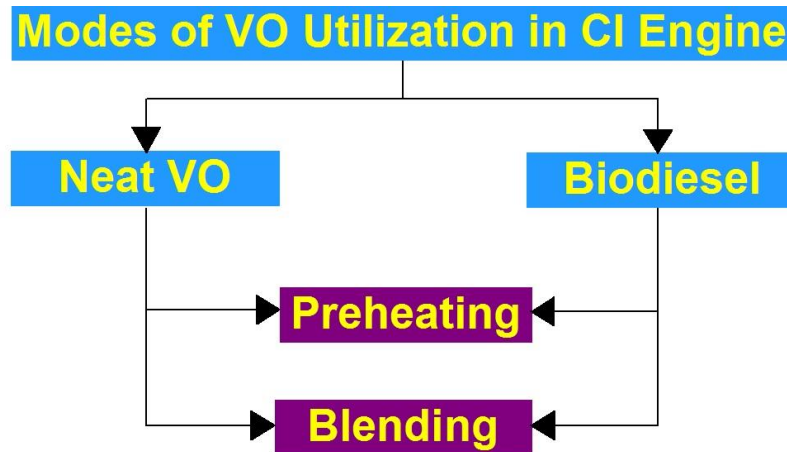 Modes of VO Utilization in CI Engine
Neat VO
Biodiesel
Preheating
Blending